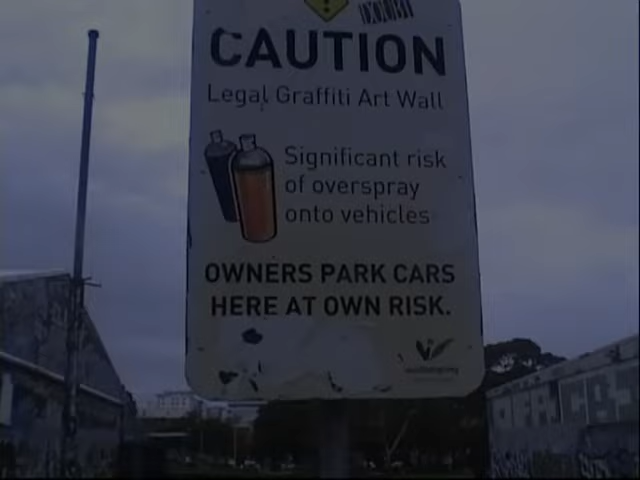 CAUTION
Legal Graffiti Art Wall
Significant risk
of overspray
onto vehicles
OWNERS PARK CARS
HERE AT OWN RISK.